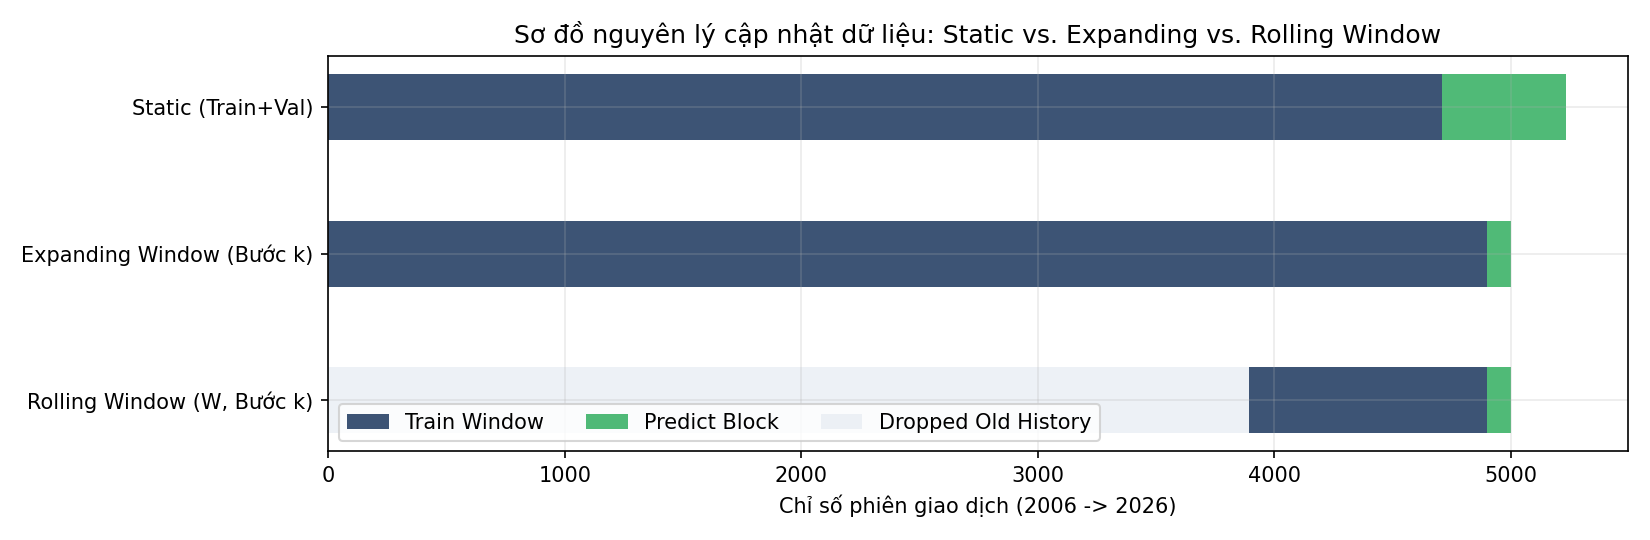 Sơ đồ nguyên lý cập nhật dữ liệu: Static vs. Expanding vs. Rolling Window
Static (Train+Val)
Expanding Window (Bước k)
Rolling Window (W, Bước k)
Train Window
Predict Block
Dropped Old History
0 1000 2000 3000 4000 5000
Chỉ số phiên giao dịch (2006 -> 2026)